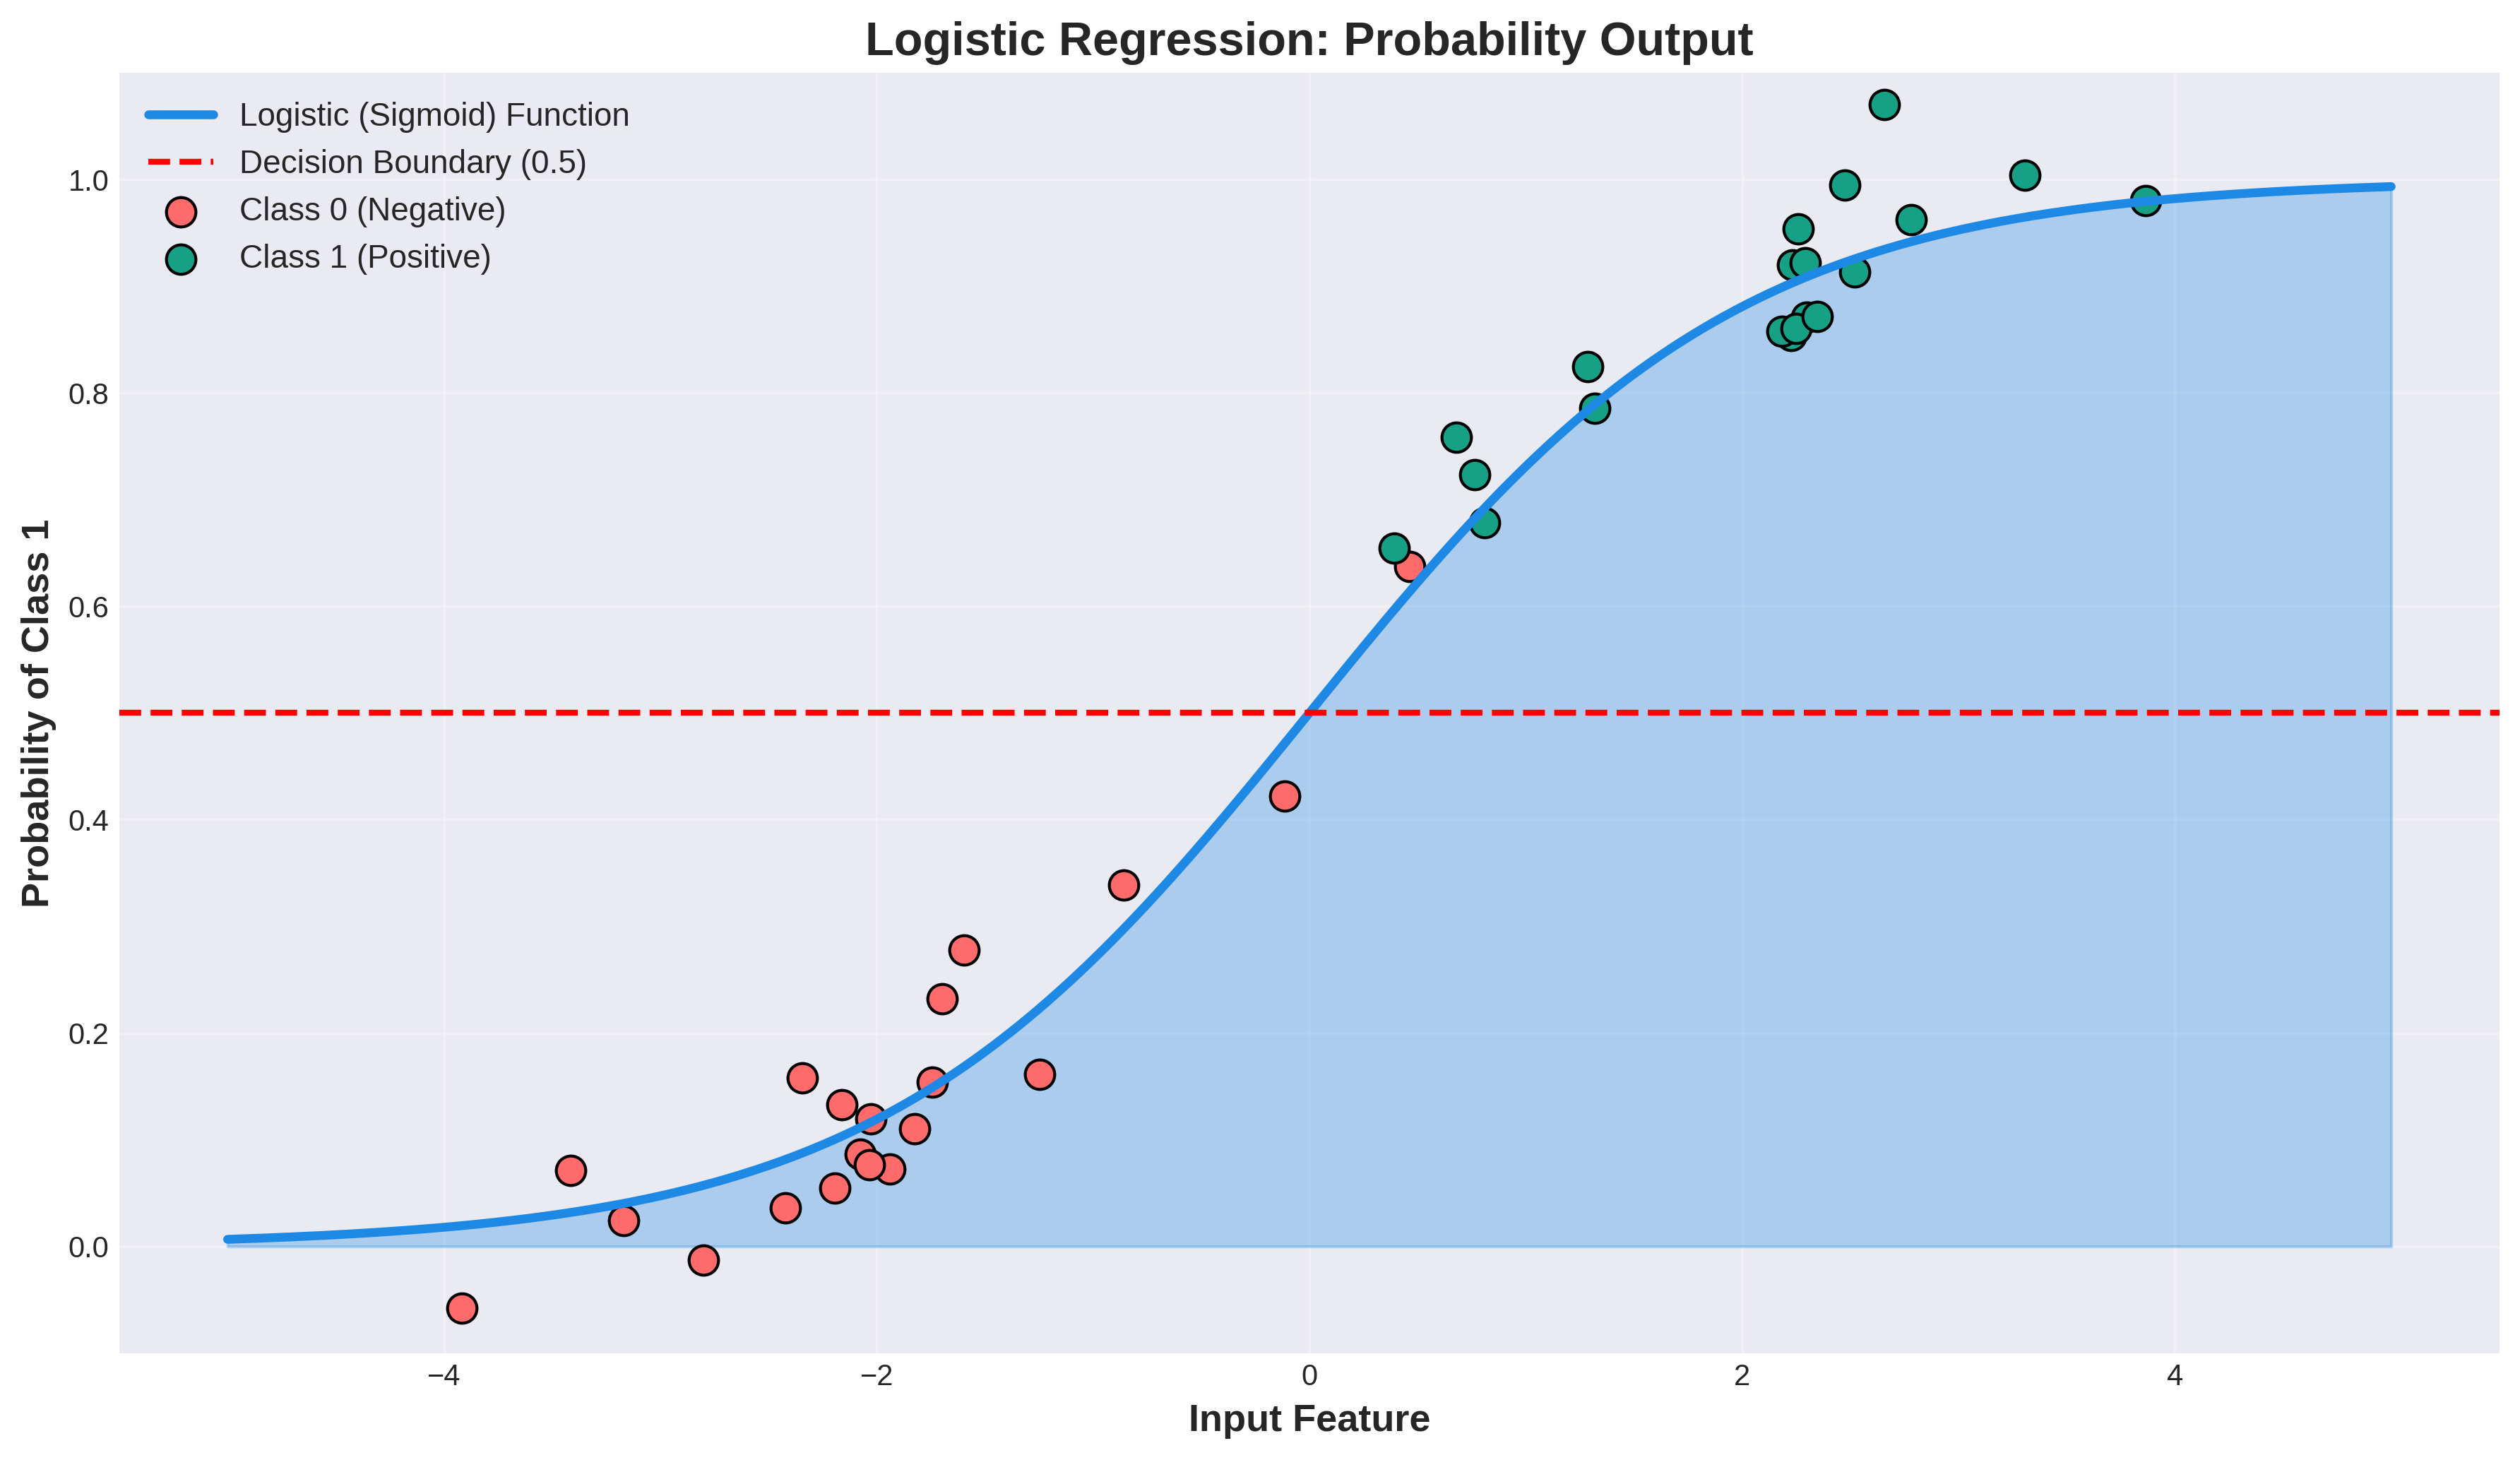 Logistic Regression: Probability Output
Logistic (Sigmoid) Function
Decision Boundary (0.5)
Class 0 (Negative)
Class 1 (Positive)
Probability of Class 1
1.0
0.8
0.6
0.4
0.2
0.0
−4
−2
0
2
4
Input Feature